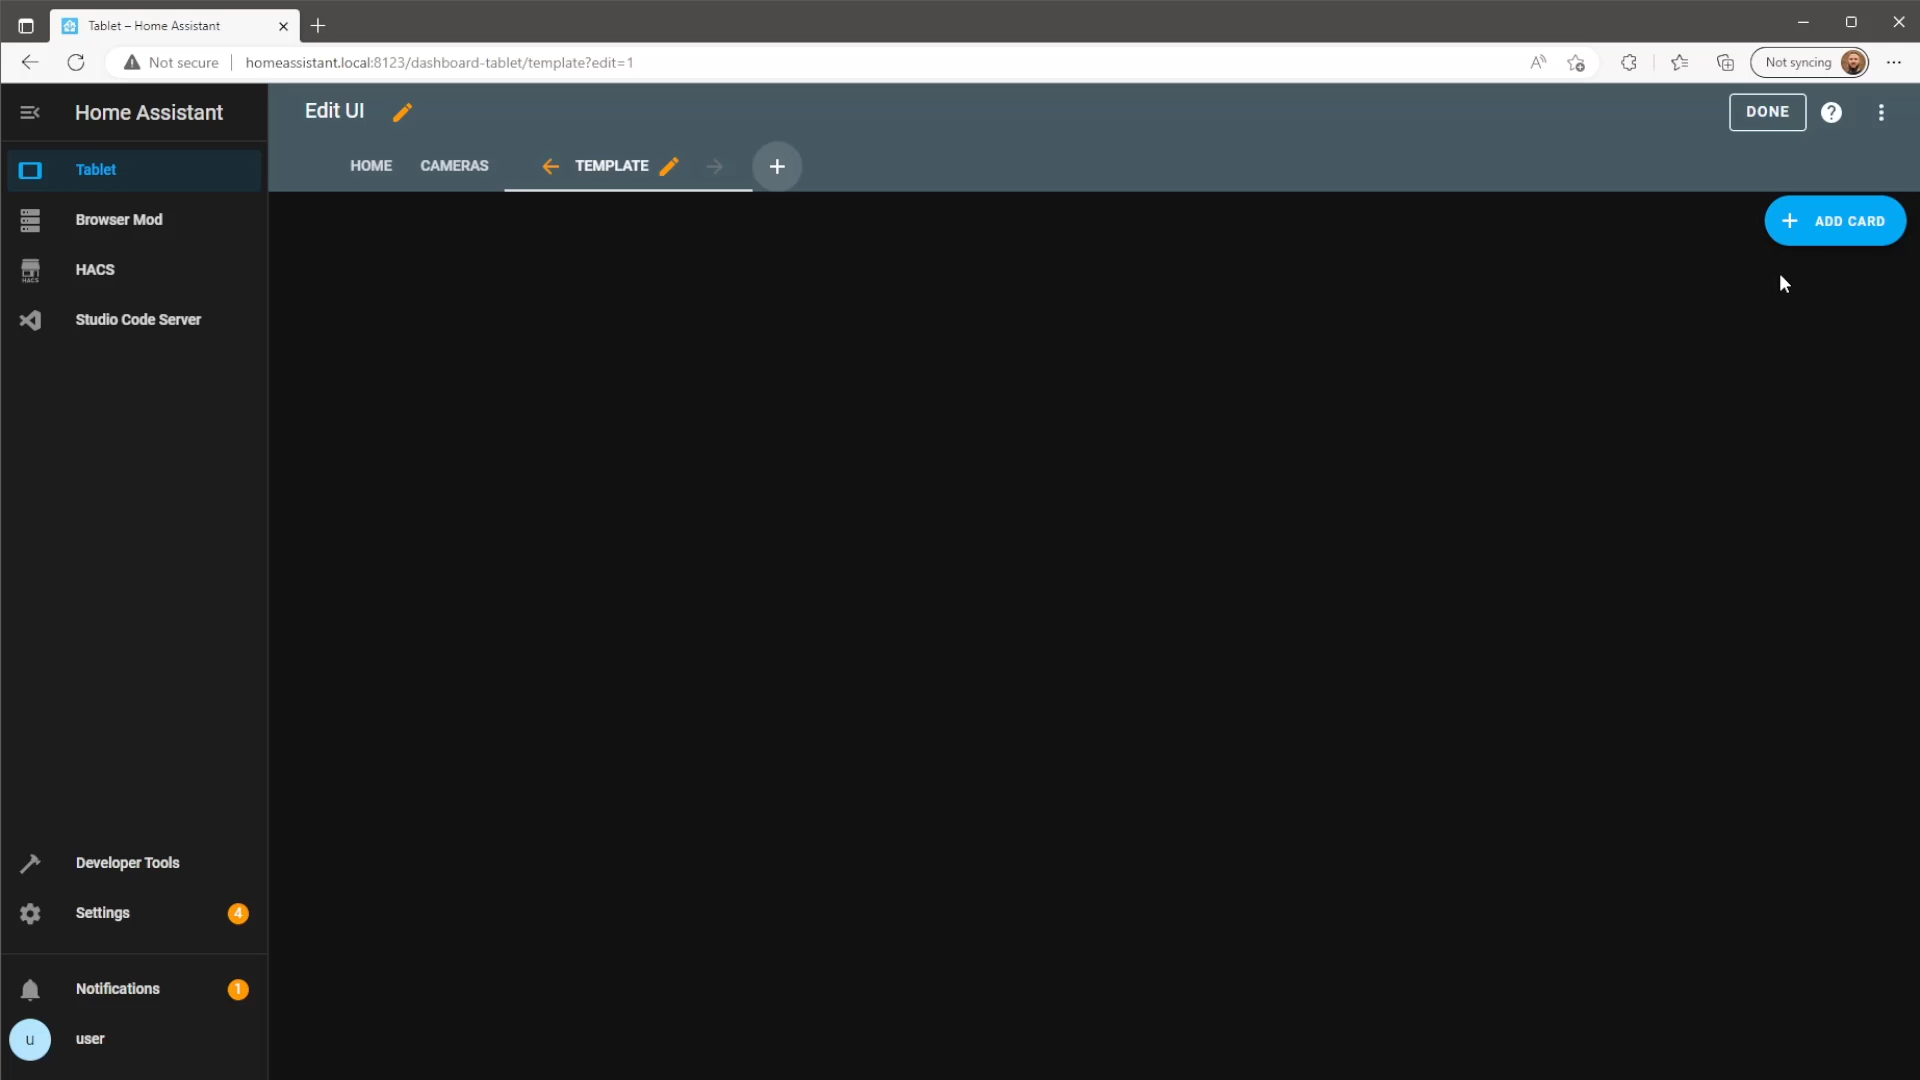 Tablet – Home Assistant
Not secure
homeassistant.local:8123/dashboard-tablet/template?edit=1
Not syncing
Home Assistant
Edit UI
DONE
Tablet
HOME
CAMERAS
TEMPLATE
ADD CARD
Browser Mod
HACS
HACS
Studio Code Server
Developer Tools
Settings
4
Notifications
1
u
user